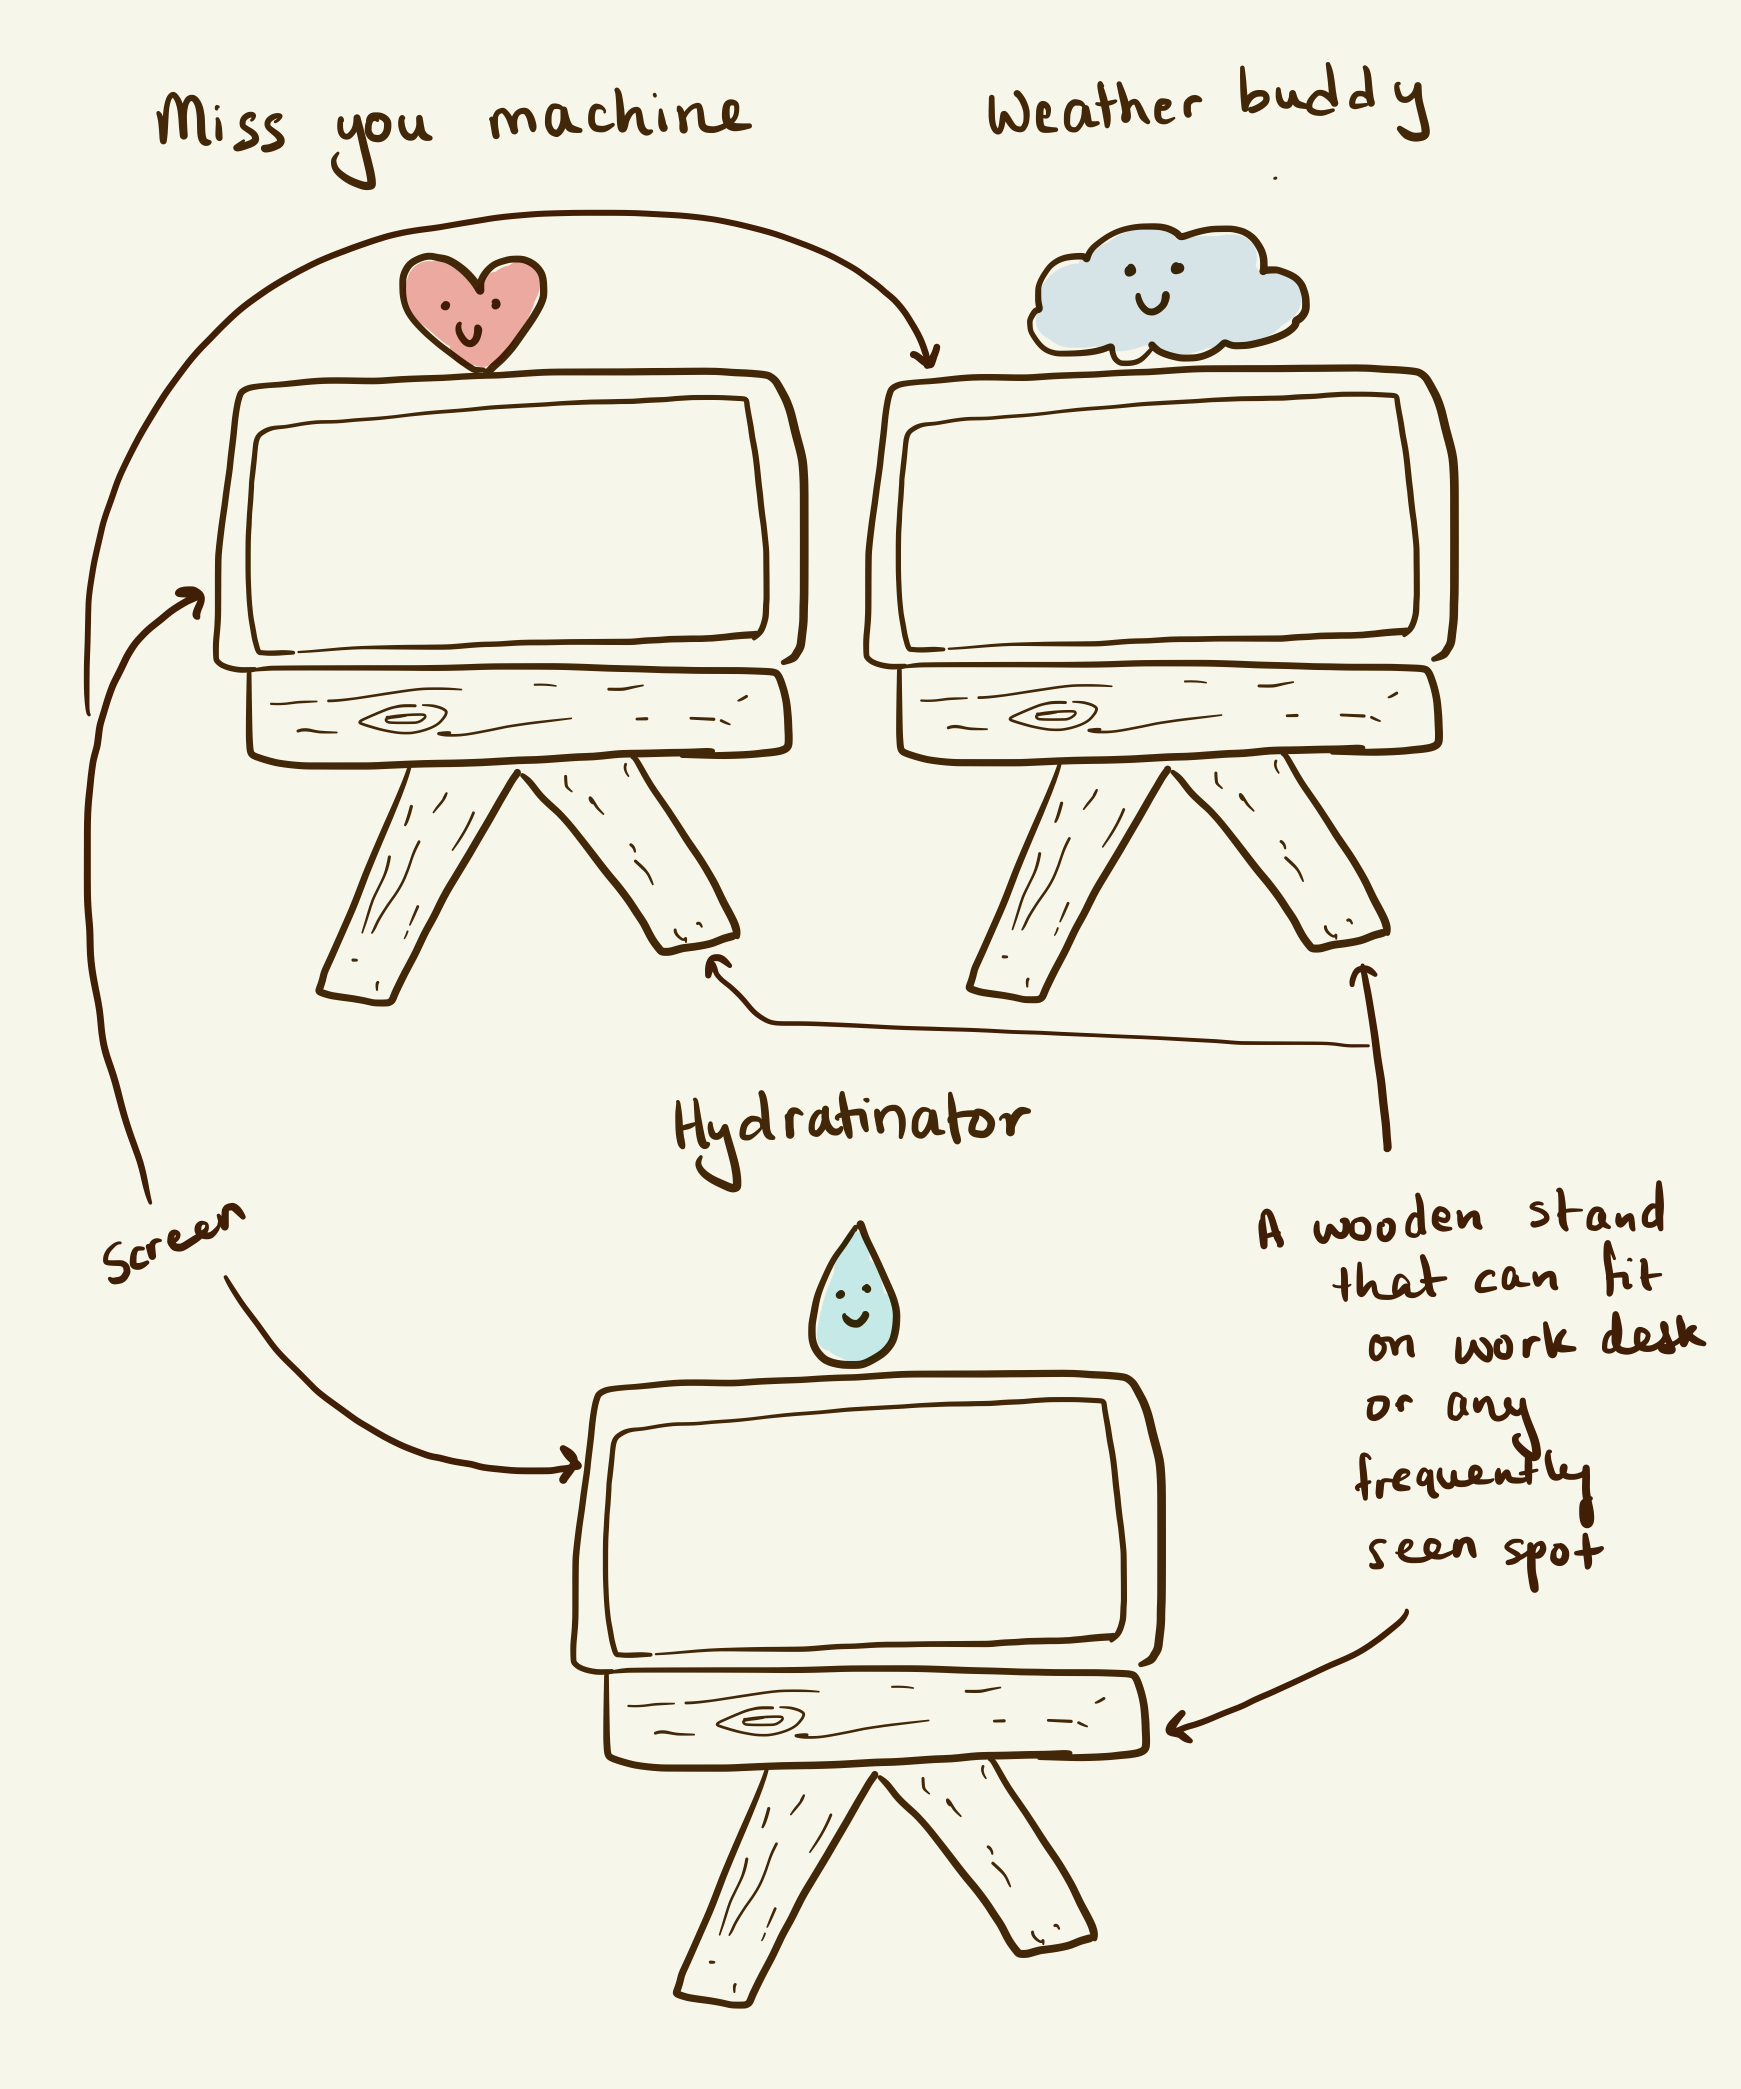 Miss you machine
Weather buddy
Hydratinator
screen
A wooden stand
that can fit
on work desk
or any
frequently
seen spot